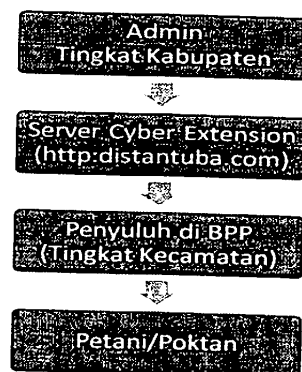 Admin
Tingkat Kabupaten
Server Cyber Extension
(http:distantuba.com)
Penyuluh di BPP
(Tingkat Kecamatan)
Petani/Poktan